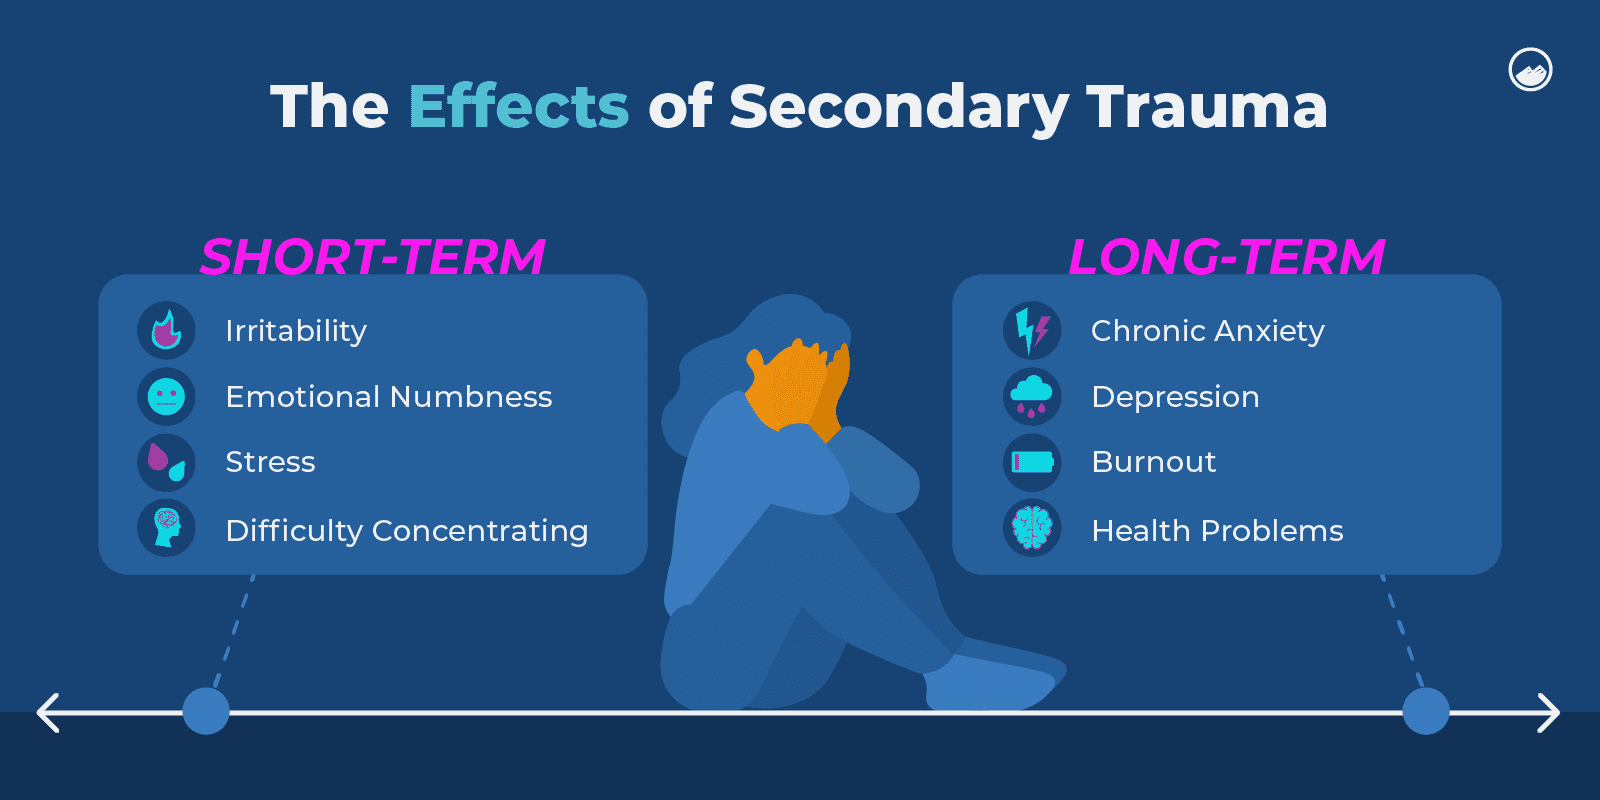 The Effects of Secondary Trauma
SHORT-TERM
Irritability
Emotional Numbness
Stress
Difficulty Concentrating
LONG-TERM
Chronic Anxiety
Depression
Burnout
Health Problems